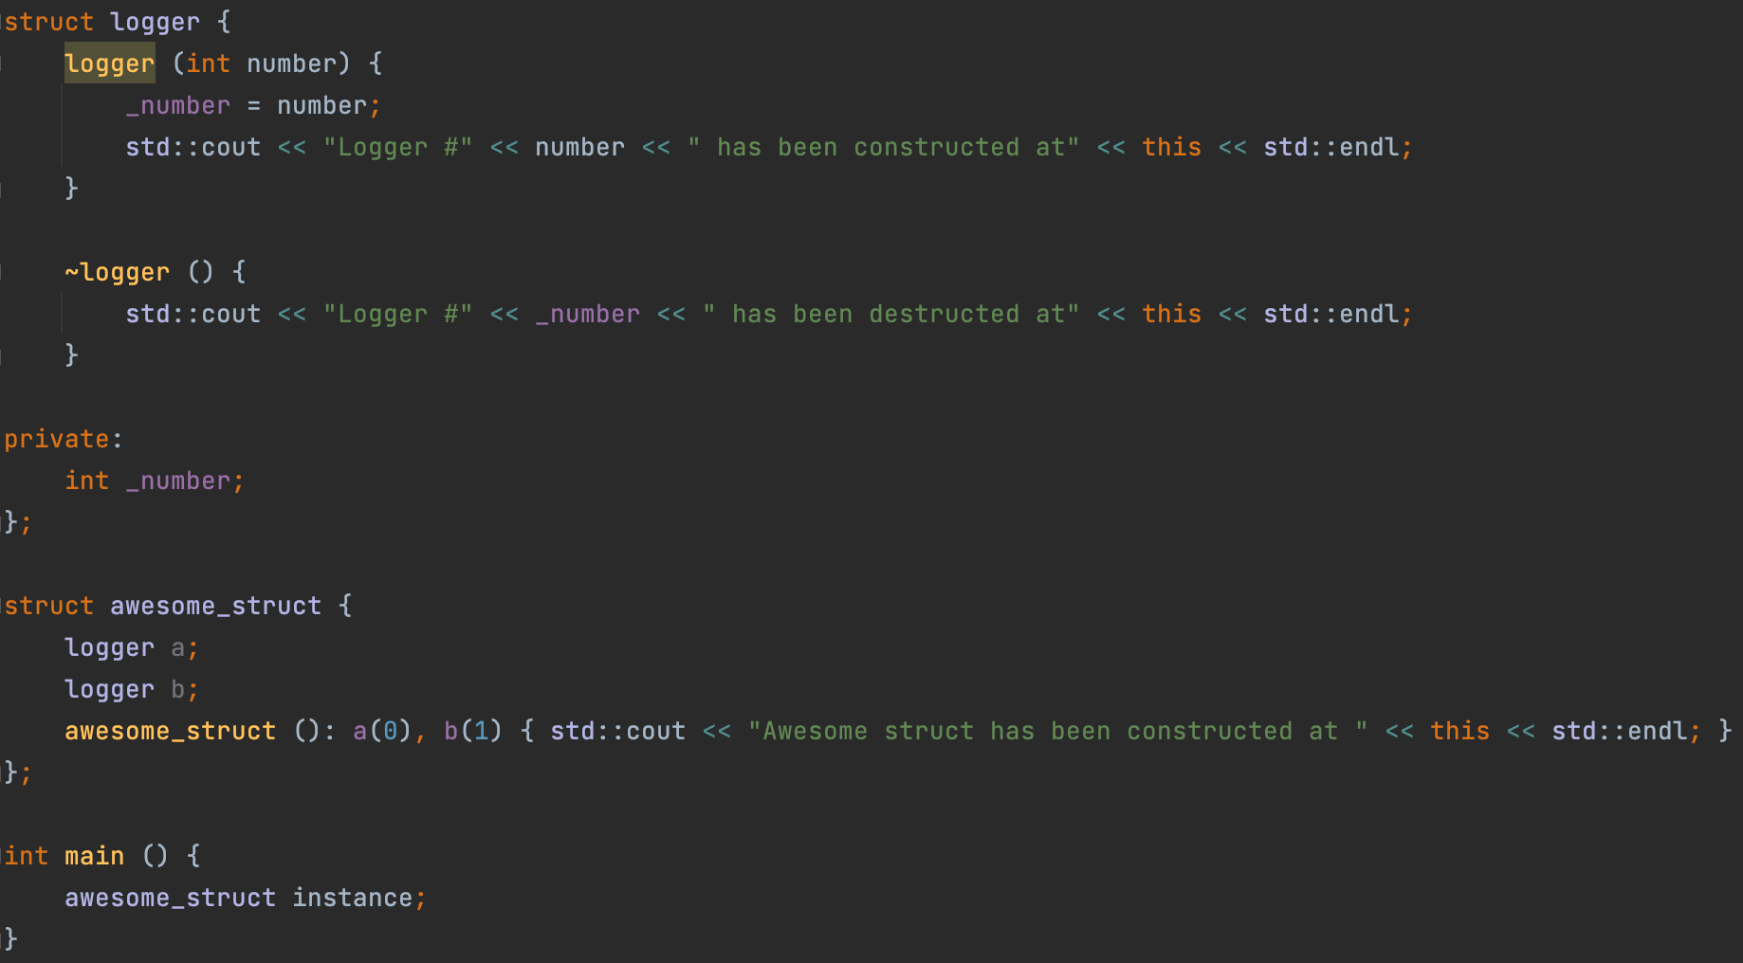 struct logger {
    logger (int number) {
        _number = number;
        std::cout << "Logger #" << number << " has been constructed at" << this << std::endl;
    }
    ~logger () {
        std::cout << "Logger #" << _number << " has been destructed at" << this << std::endl;
    }
private:
    int _number;
};
struct awesome_struct {
    logger a;
    logger b;
    awesome_struct (): a(0), b(1) { std::cout << "Awesome struct has been constructed at " << this << std::endl; }
};
int main () {
    awesome_struct instance;
}